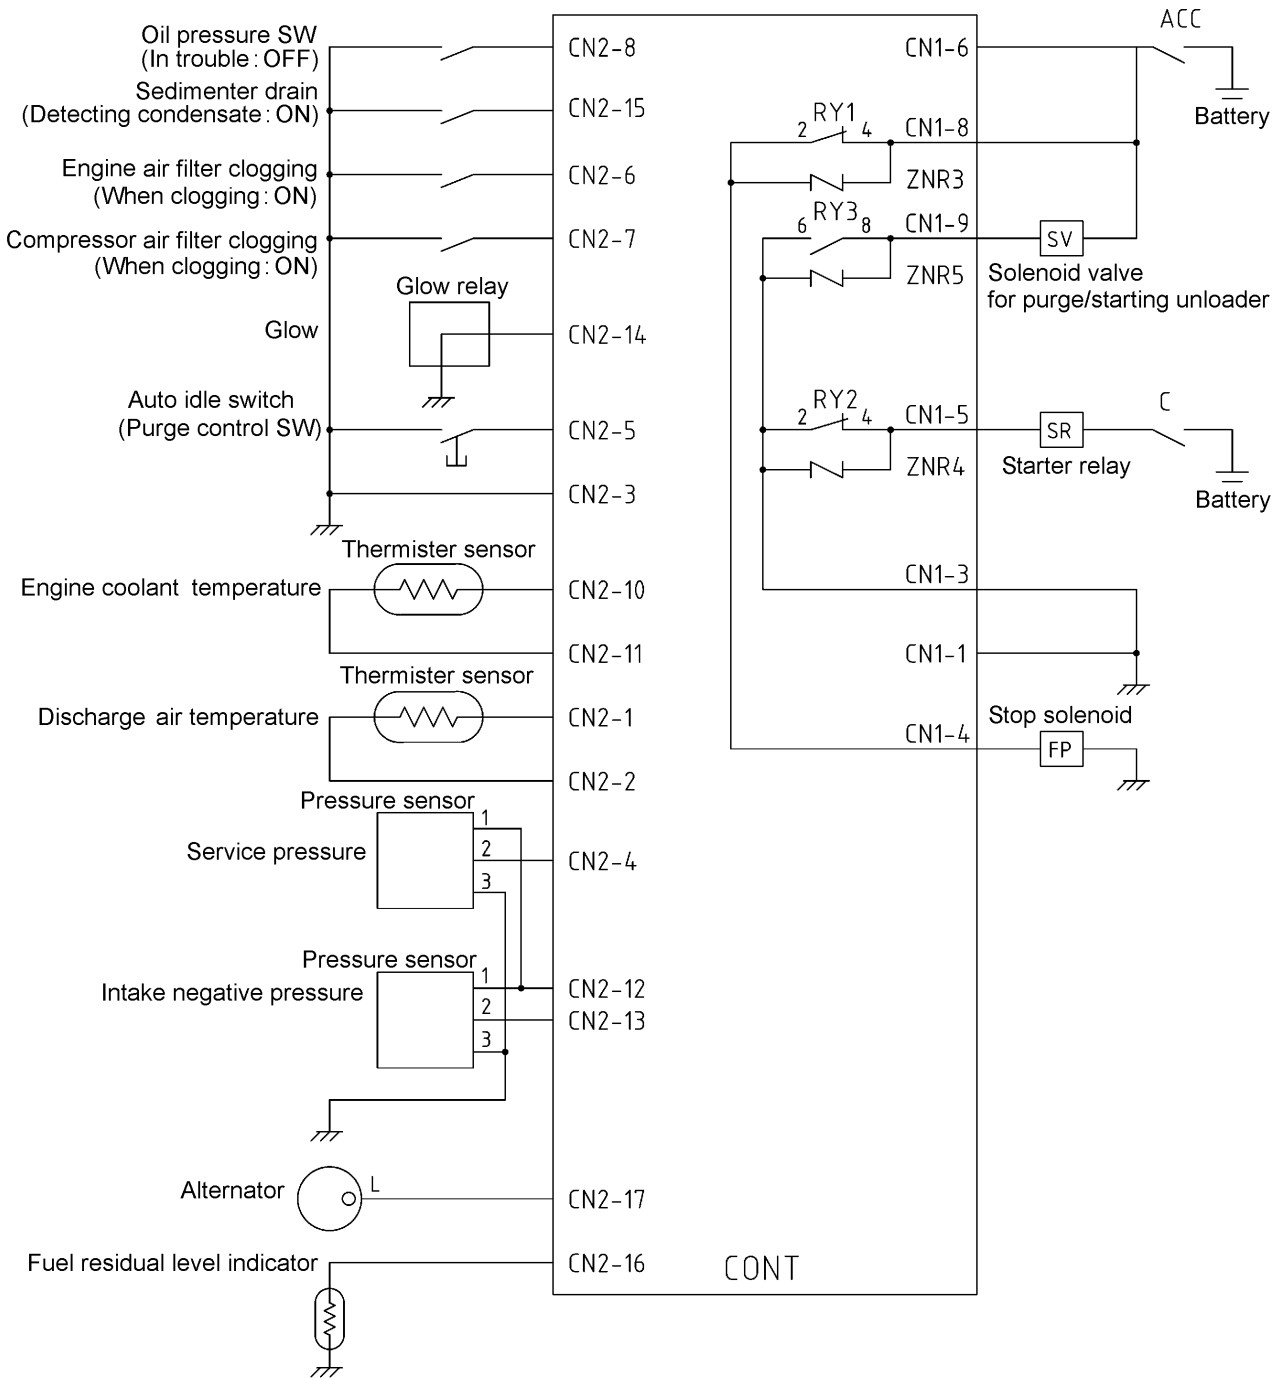 Oil pressure SW
(In trouble : OFF)
CN2-8
Sedimenter drain
(Detecting condensate : ON)
CN2-15
Engine air filter clogging
(When clogging : ON)
CN2-6
Compressor air filter clogging
(When clogging : ON)
CN2-7
Glow relay
Glow
CN2-14
Auto idle switch
(Purge control SW)
CN2-5
CN2-3
Thermister sensor
Engine coolant temperature
CN2-10
CN2-11
Thermister sensor
Discharge air temperature
CN2-1
CN2-2
Pressure sensor
Service pressure
1
2
3
CN2-4
Pressure sensor
Intake negative pressure
1
2
3
CN2-12
CN2-13
Alternator
L
CN2-17
Fuel residual level indicator
CN2-16
CONT
CN1-6
ACC
Battery
RY1
2 4
CN1-8
ZNR3
RY3
6 8
CN1-9
SV
ZNR5
Solenoid valve
for purge/starting unloader
RY2
2 4
CN1-5
SR
C
ZNR4
Starter relay
Battery
CN1-3
CN1-1
Stop solenoid
CN1-4
FP